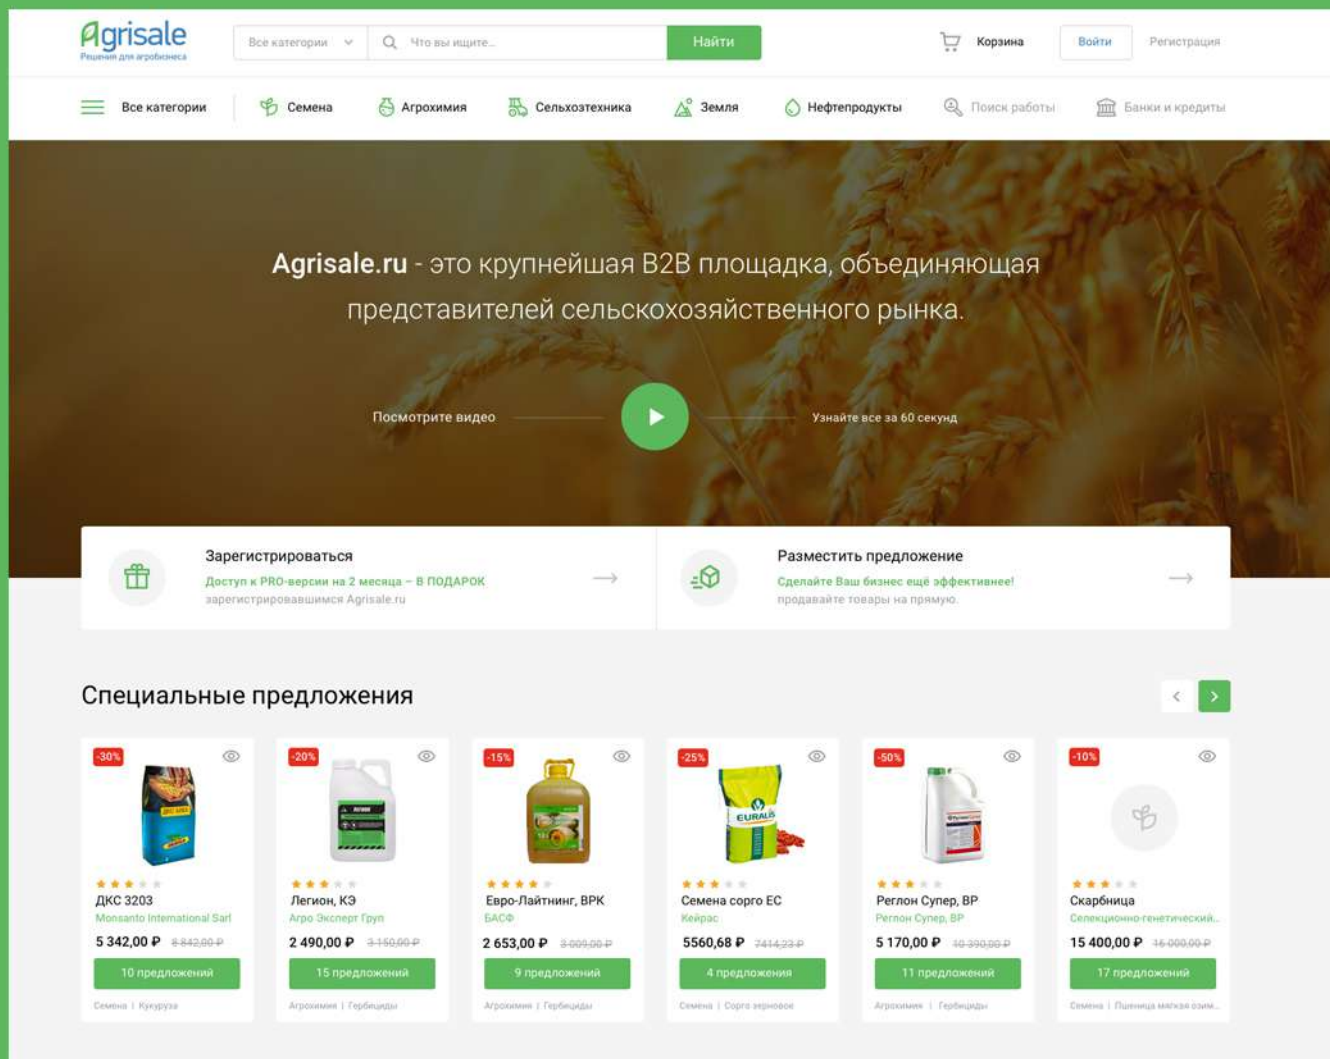 Agrisale
Решения для агробизнеса
Все категории
Что вы ищите...
Найти
Корзина
Войти
Регистрация
Все категории
Семена
Агрохимия
Сельхозтехника
Земля
Нефтепродукты
Поиск работы
Банки и кредиты
Agrisale.ru - это крупнейшая B2B площадка, объединяющая
представителей сельскохозяйственного рынка.
Посмотрите видео
Узнайте все за 60 секунд
Зарегистрироваться
Доступ к PRO-версии на 2 месяца – В ПОДАРОК
зарегистрировавшимся Agrisale.ru
Разместить предложение
Сделайте Ваш бизнес ещё эффективнее!
продавайте товары на прямую.
Специальные предложения
-30%
ДКС 3203
Monsanto International Sarl
5 342,00 ₽ 8 842,00 ₽
10 предложений
Семена | Кукуруза
-20%
ЛЕГИОН
Легион, КЭ
Агро Эксперт Груп
2 490,00 ₽ 3 150,00 ₽
15 предложений
Агрохимия | Гербициды
-15%
Евро-Лайтнинг, ВРК
БАСФ
2 653,00 ₽ 3 009,00 ₽
9 предложений
Агрохимия | Гербициды
-25%
EURALIS
Семена сорго ЕС
Кейрас
5560,68 ₽ 7414,23 ₽
4 предложения
Семена | Сорго зерновое
-50%
Реглон Супер, ВР
Реглон Супер, ВР
5 170,00 ₽ 10 390,00 ₽
11 предложений
Агрохимия | Гербициды
-10%
Скарбница
Селекционно-генетический...
15 400,00 ₽ 16 000,00 ₽
17 предложений
Семена | Пшеница мягкая озим...